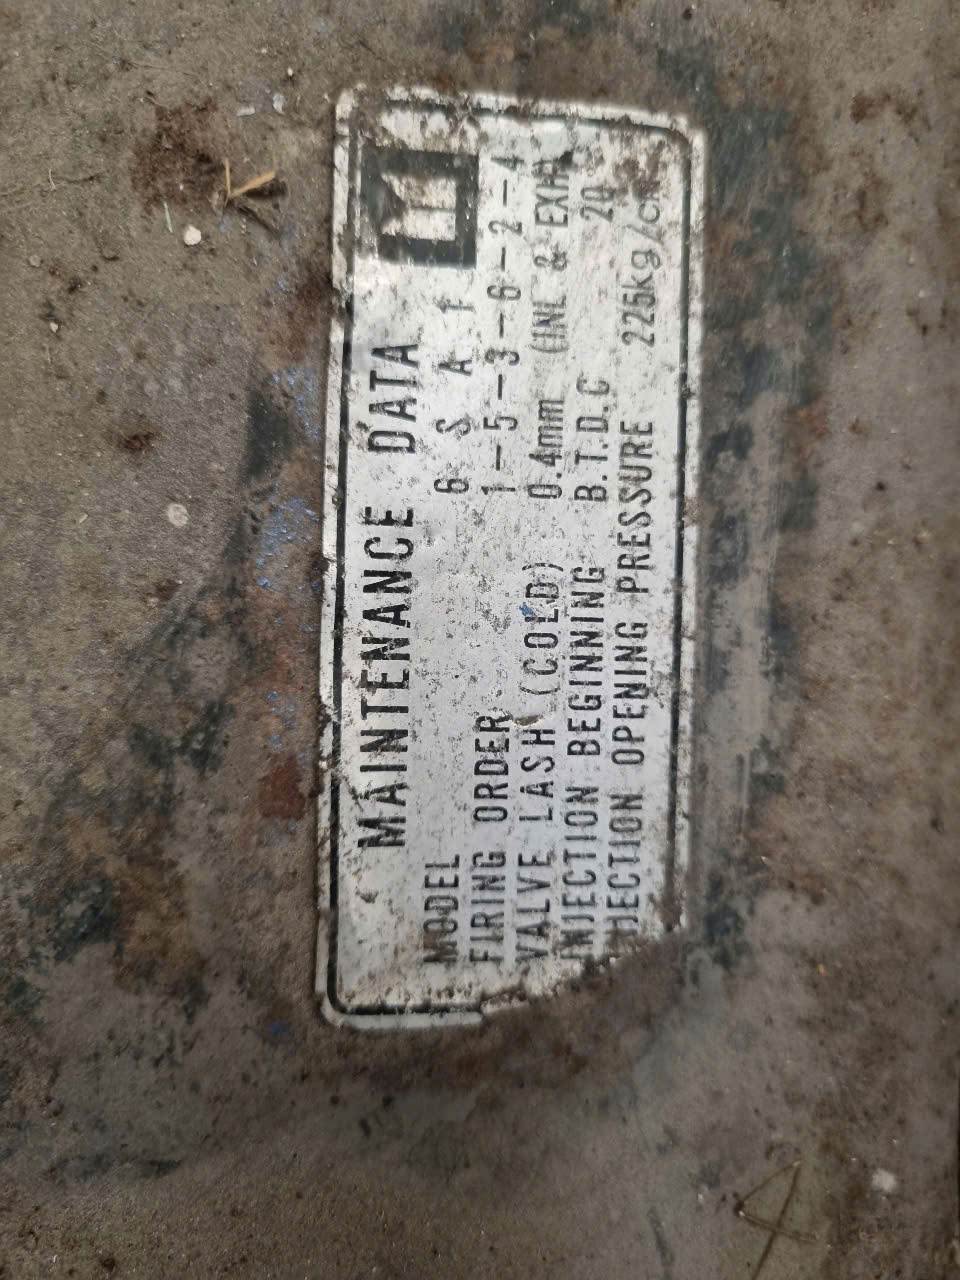 MAINTENANCE DATA
MODEL 6 S A 1
FIRING ORDER 1-5-3-6-2-4
VALVE LASH (COLD) 0.4mm (INL & EXH)
INJECTION BEGINNING B.T.D.C 20
INJECTION OPENING PRESSURE 225kg/cm